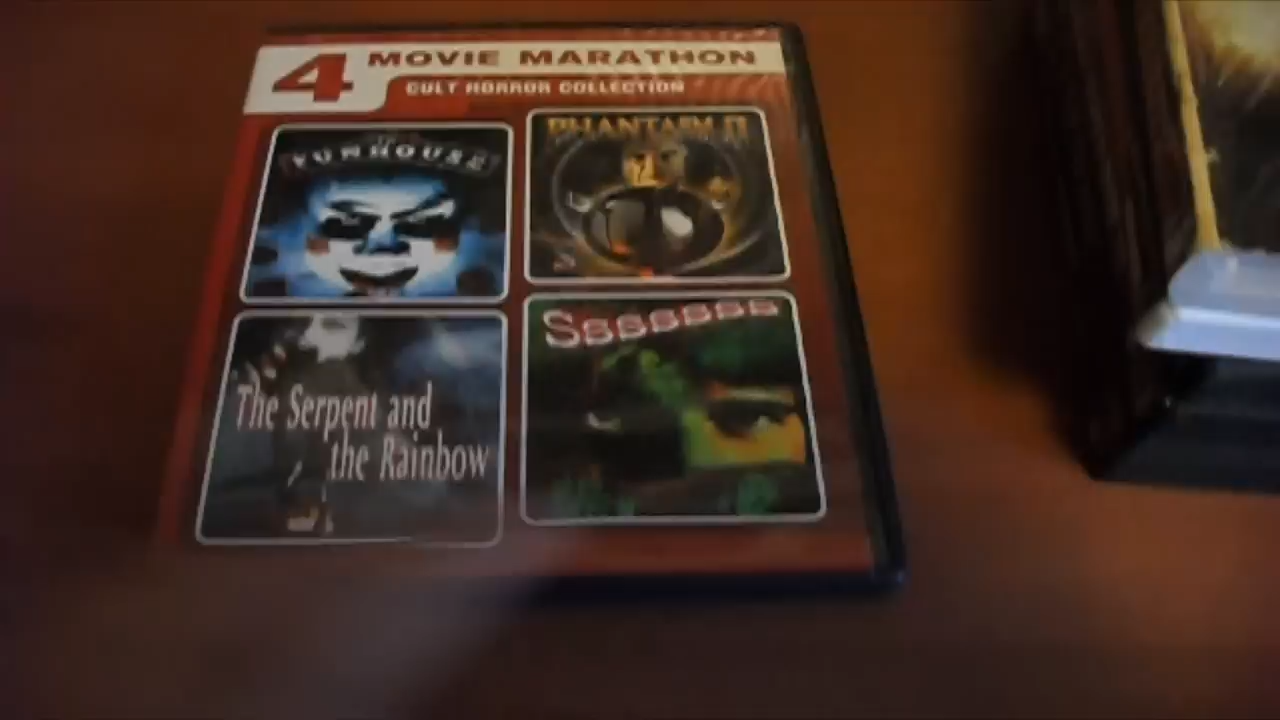 4 MOVIE MARATHON
CULT HORROR COLLECTION
FUNHOUSE
PHANTASM II
The Serpent and
the Rainbow
Sssssss